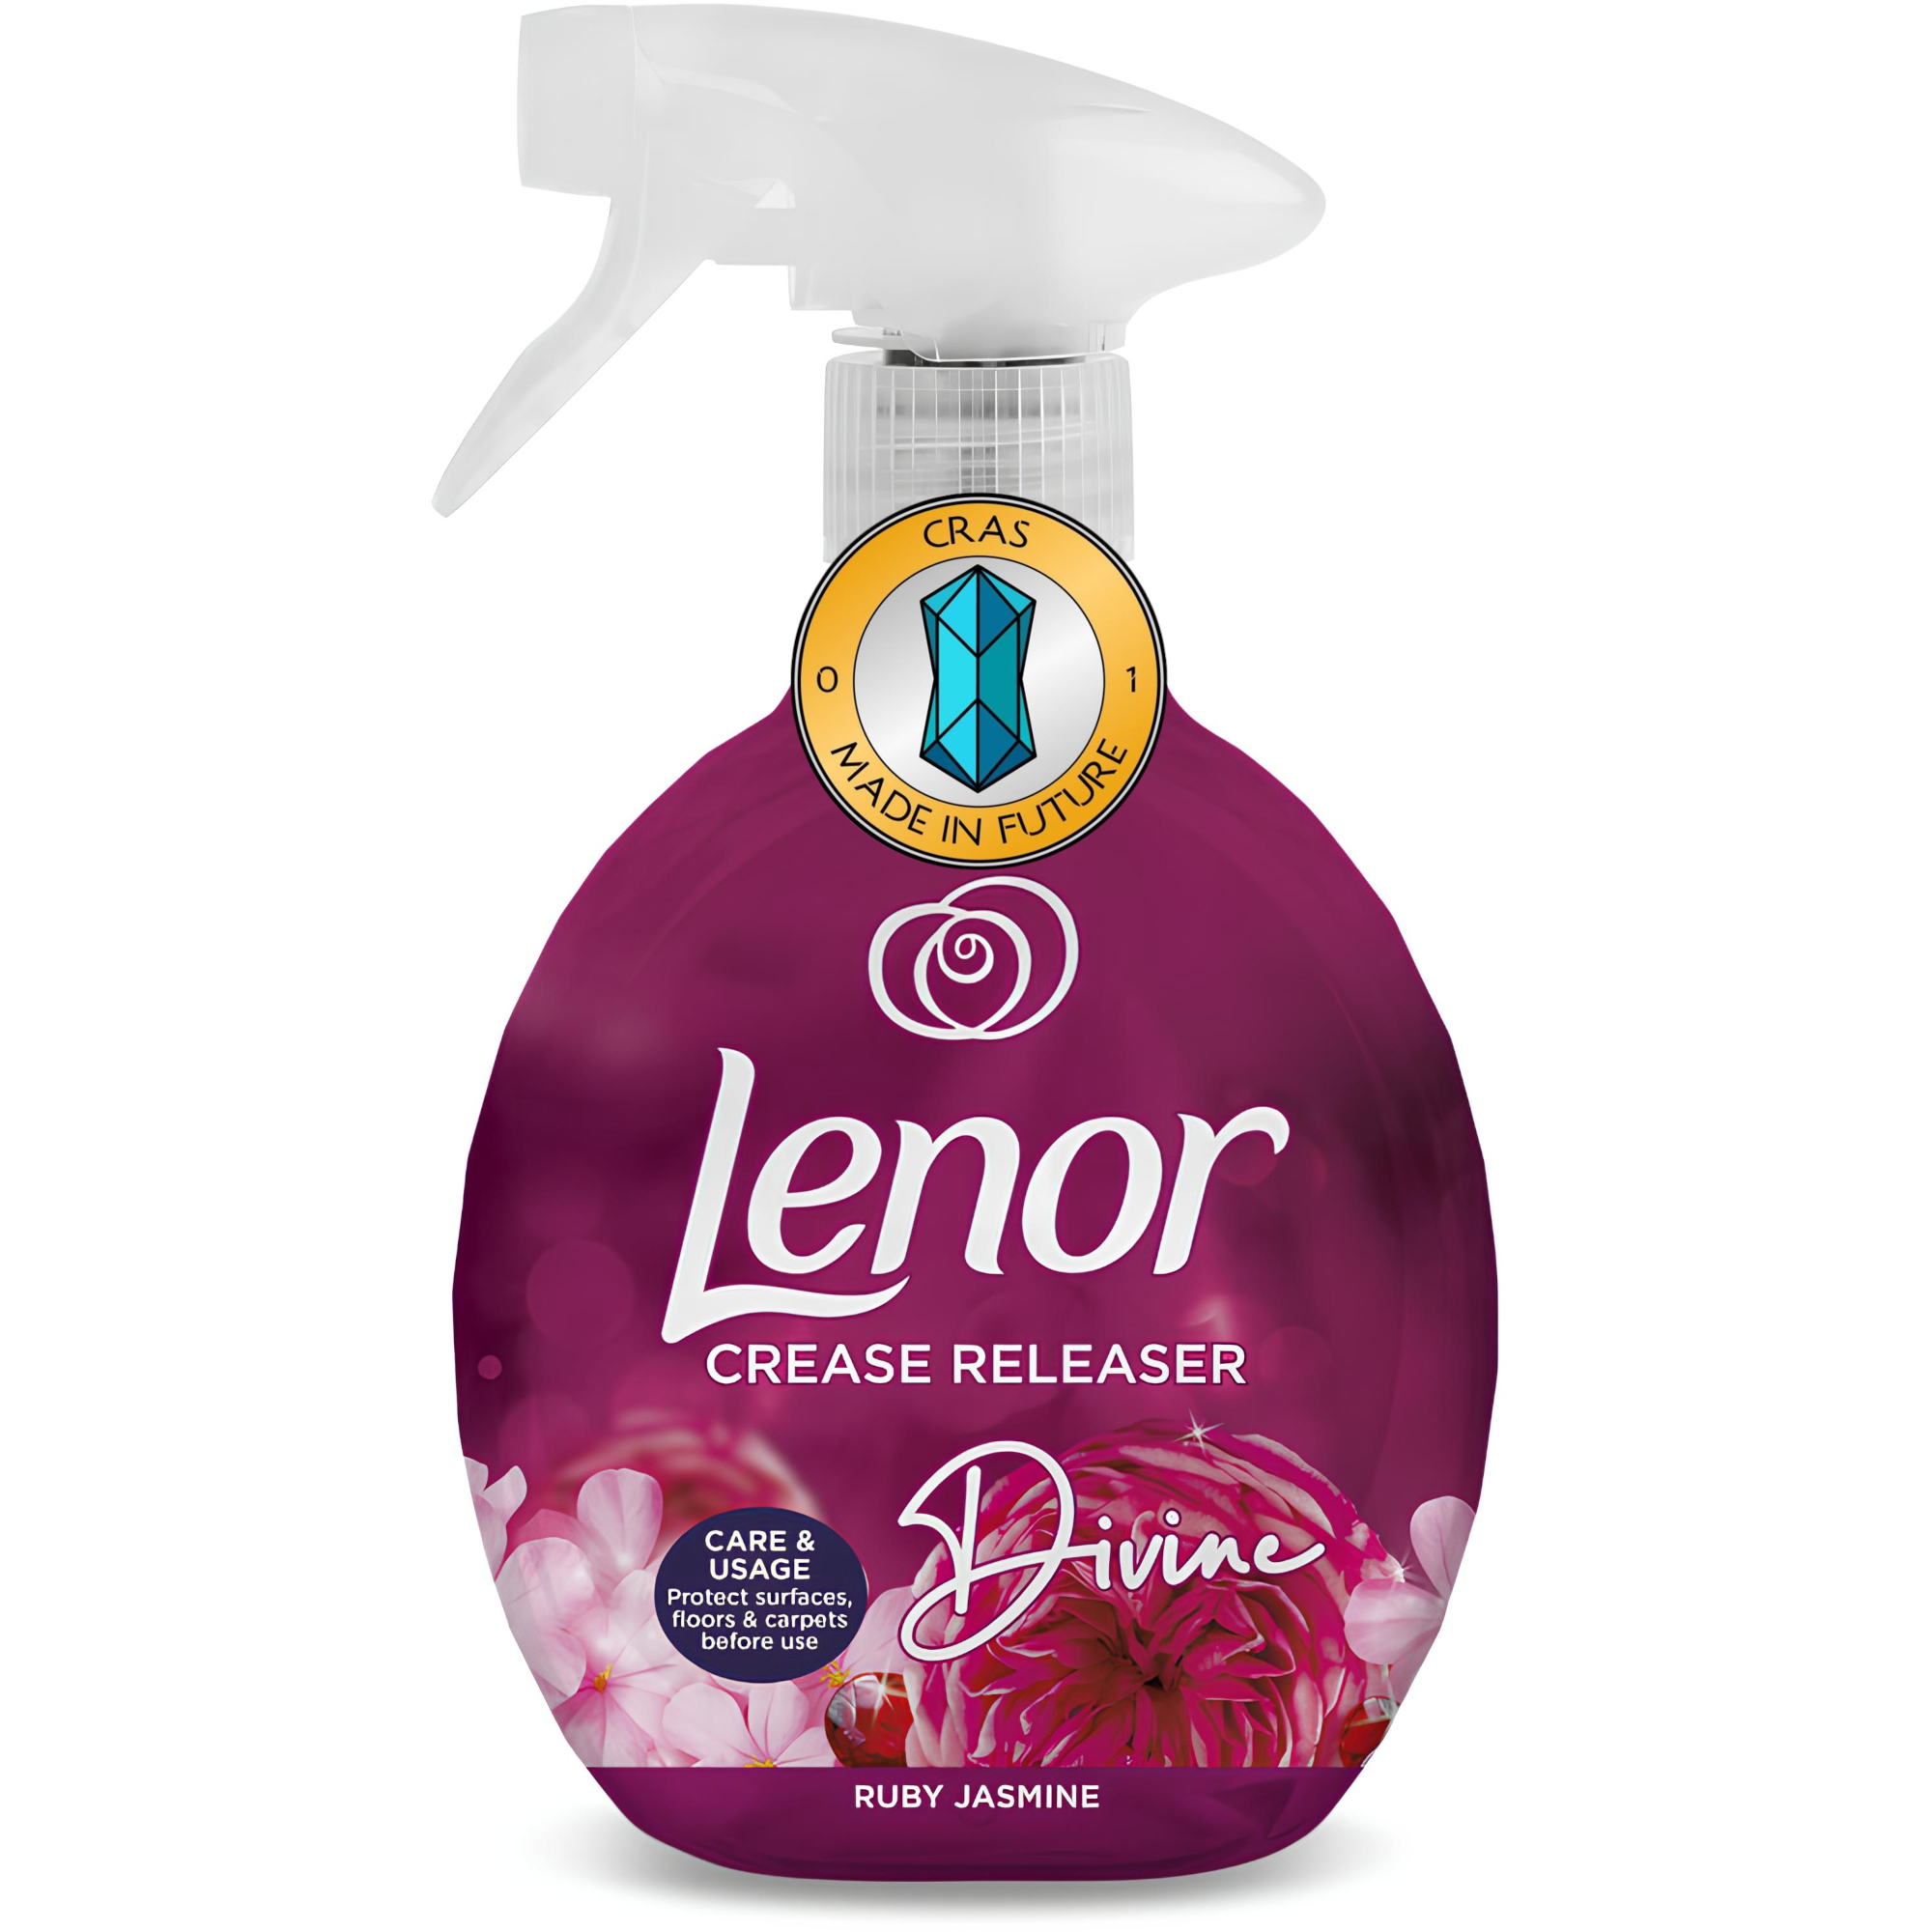 CRAS
0 1
MADE IN FUTURE
Lenor
CREASE RELEASER
Divine
CARE &
USAGE
Protect surfaces,
floors & carpets
before use
RUBY JASMINE